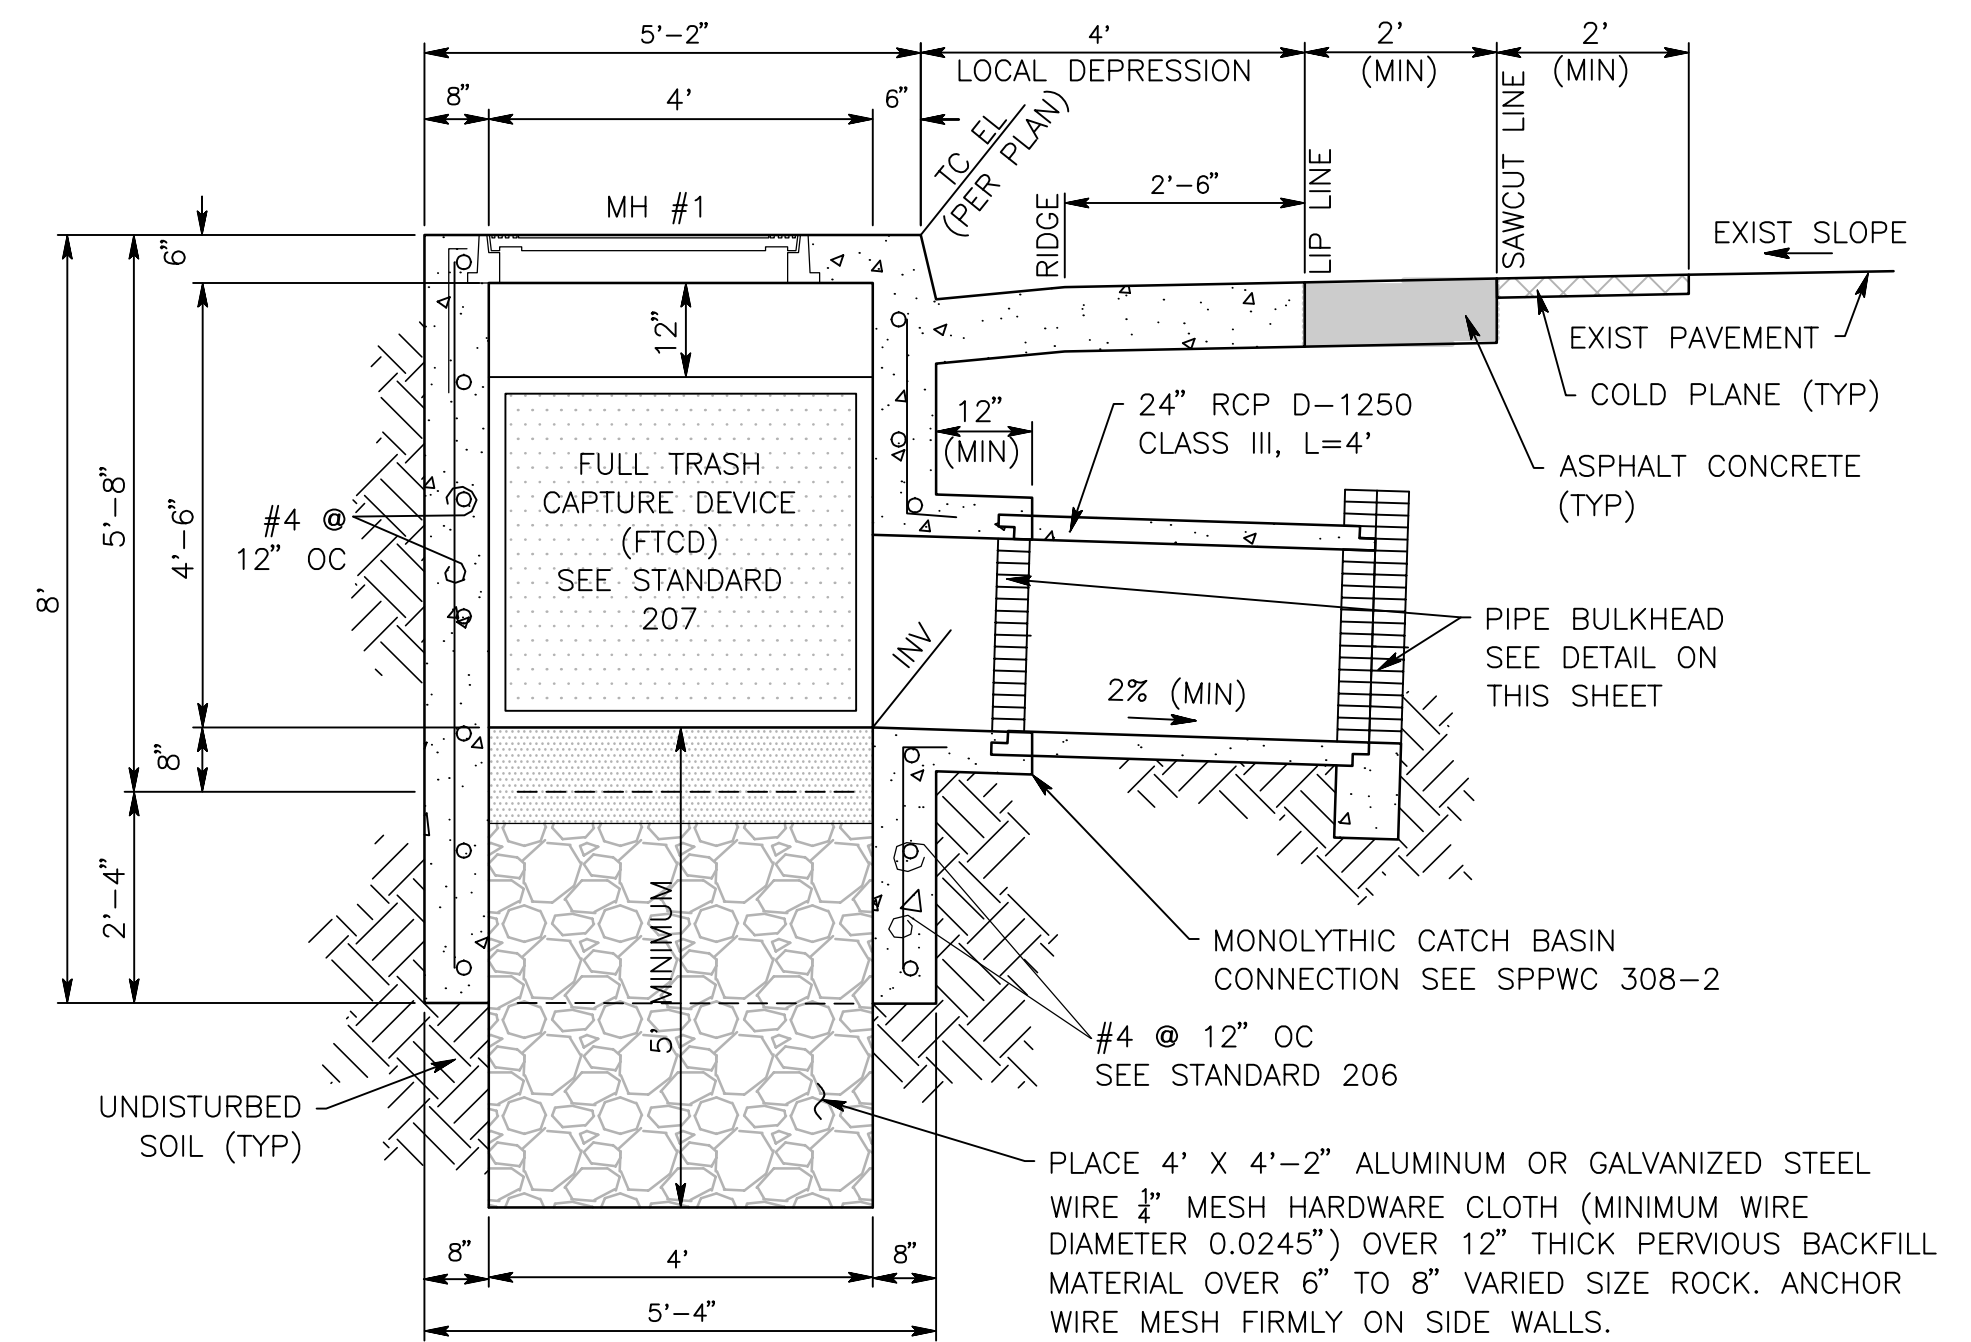 5'-2"
4'
2'
2'
LOCAL DEPRESSION
(MIN)
(MIN)
8"
4'
6"
TC EL
(PER PLAN)
RIDGE
2'-6"
LIP LINE
SAWCUT LINE
MH #1
EXIST SLOPE
6"
12"
EXIST PAVEMENT
COLD PLANE (TYP)
12"
(MIN)
24" RCP D-1250
CLASS III, L=4'
ASPHALT CONCRETE
(TYP)
FULL TRASH
CAPTURE DEVICE
(FTCD)
SEE STANDARD
207
8'
5'-8"
4'-6"
#4 @
12" OC
INV
PIPE BULKHEAD
SEE DETAIL ON
THIS SHEET
2% (MIN)
8"
2'-4"
5' MINIMUM
MONOLYTHIC CATCH BASIN
CONNECTION SEE SPPWC 308-2
#4 @ 12" OC
SEE STANDARD 206
UNDISTURBED
SOIL (TYP)
PLACE 4' X 4'-2" ALUMINUM OR GALVANIZED STEEL
WIRE 1/4" MESH HARDWARE CLOTH (MINIMUM WIRE
DIAMETER 0.0245") OVER 12" THICK PERVIOUS BACKFILL
MATERIAL OVER 6" TO 8" VARIED SIZE ROCK. ANCHOR
WIRE MESH FIRMLY ON SIDE WALLS.
8"
4'
8"
5'-4"